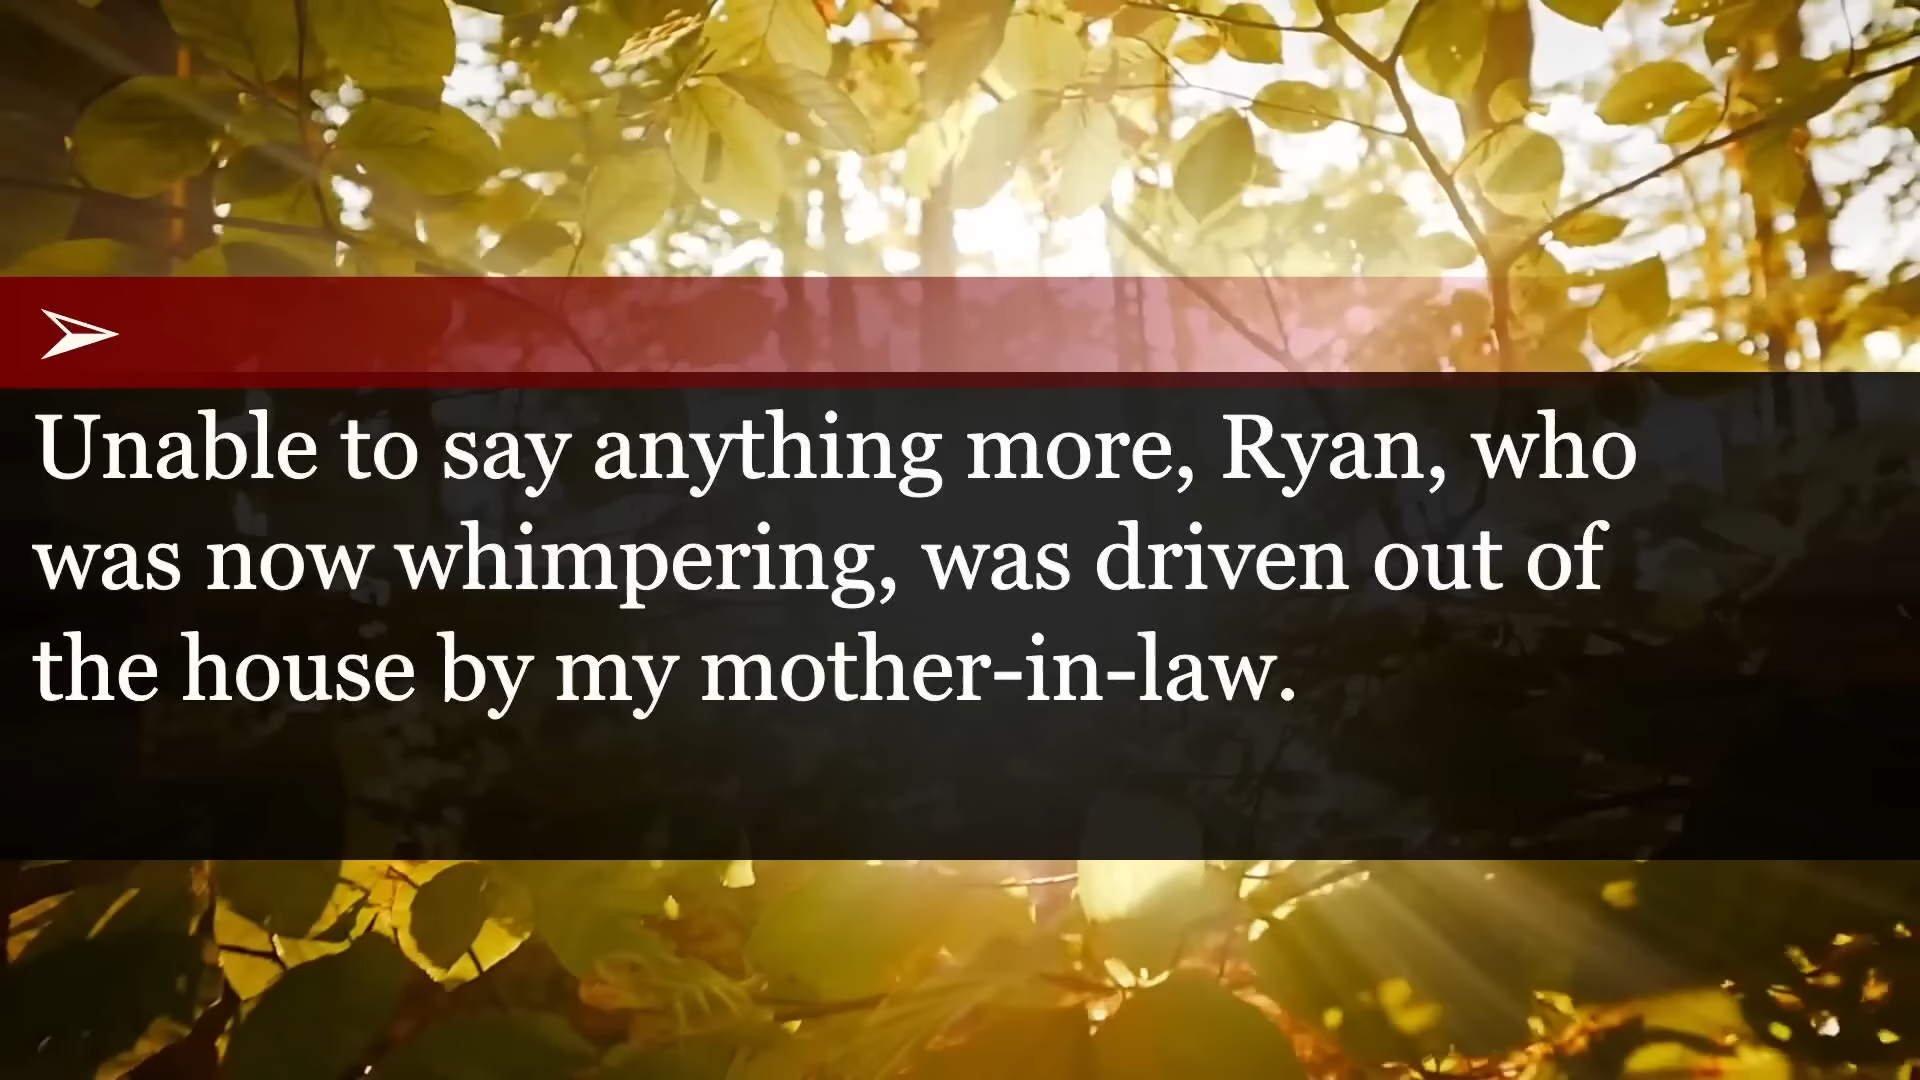 Unable to say anything more, Ryan, who
was now whimpering, was driven out of
the house by my mother-in-law.